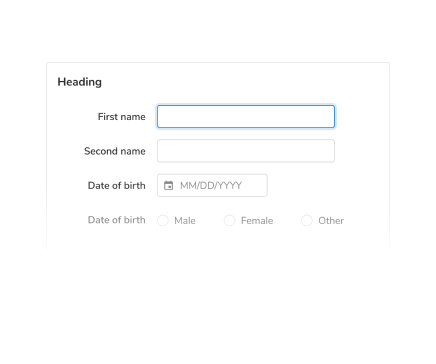 Heading
First name
Second name
Date of birth MM/DD/YYYY
Date of birth Male Female Other